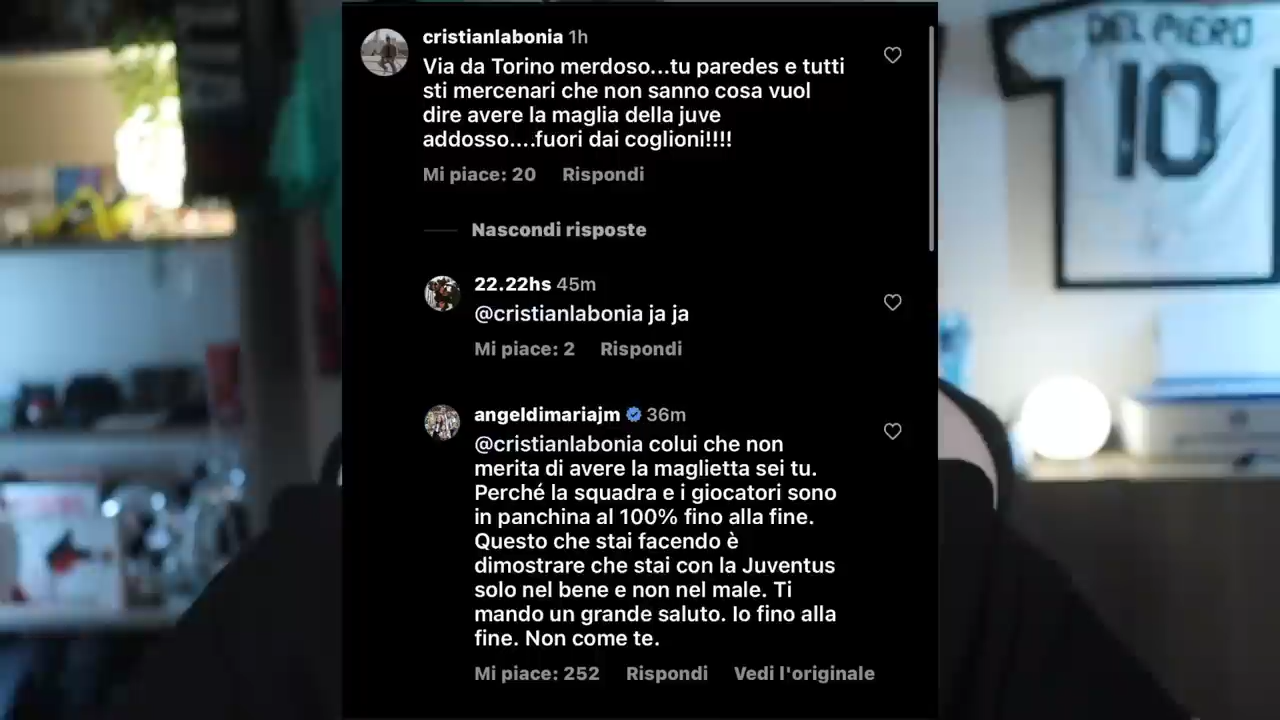 cristianlabonia 1h
Via da Torino merdoso...tu paredes e tutti
sti mercenari che non sanno cosa vuol
dire avere la maglia della juve
addosso....fuori dai coglioni!!!!
Mi piace: 20 Rispondi
Nascondi risposte
22.22hs 45m
@cristianlabonia ja ja
Mi piace: 2 Rispondi
angeldimariajm 36m
@cristianlabonia colui che non
merita di avere la maglietta sei tu.
Perché la squadra e i giocatori sono
in panchina al 100% fino alla fine.
Questo che stai facendo è
dimostrare che stai con la Juventus
solo nel bene e non nel male. Ti
mando un grande saluto. Io fino alla
fine. Non come te.
Mi piace: 252 Rispondi Vedi l'originale
DEL PIERO
10